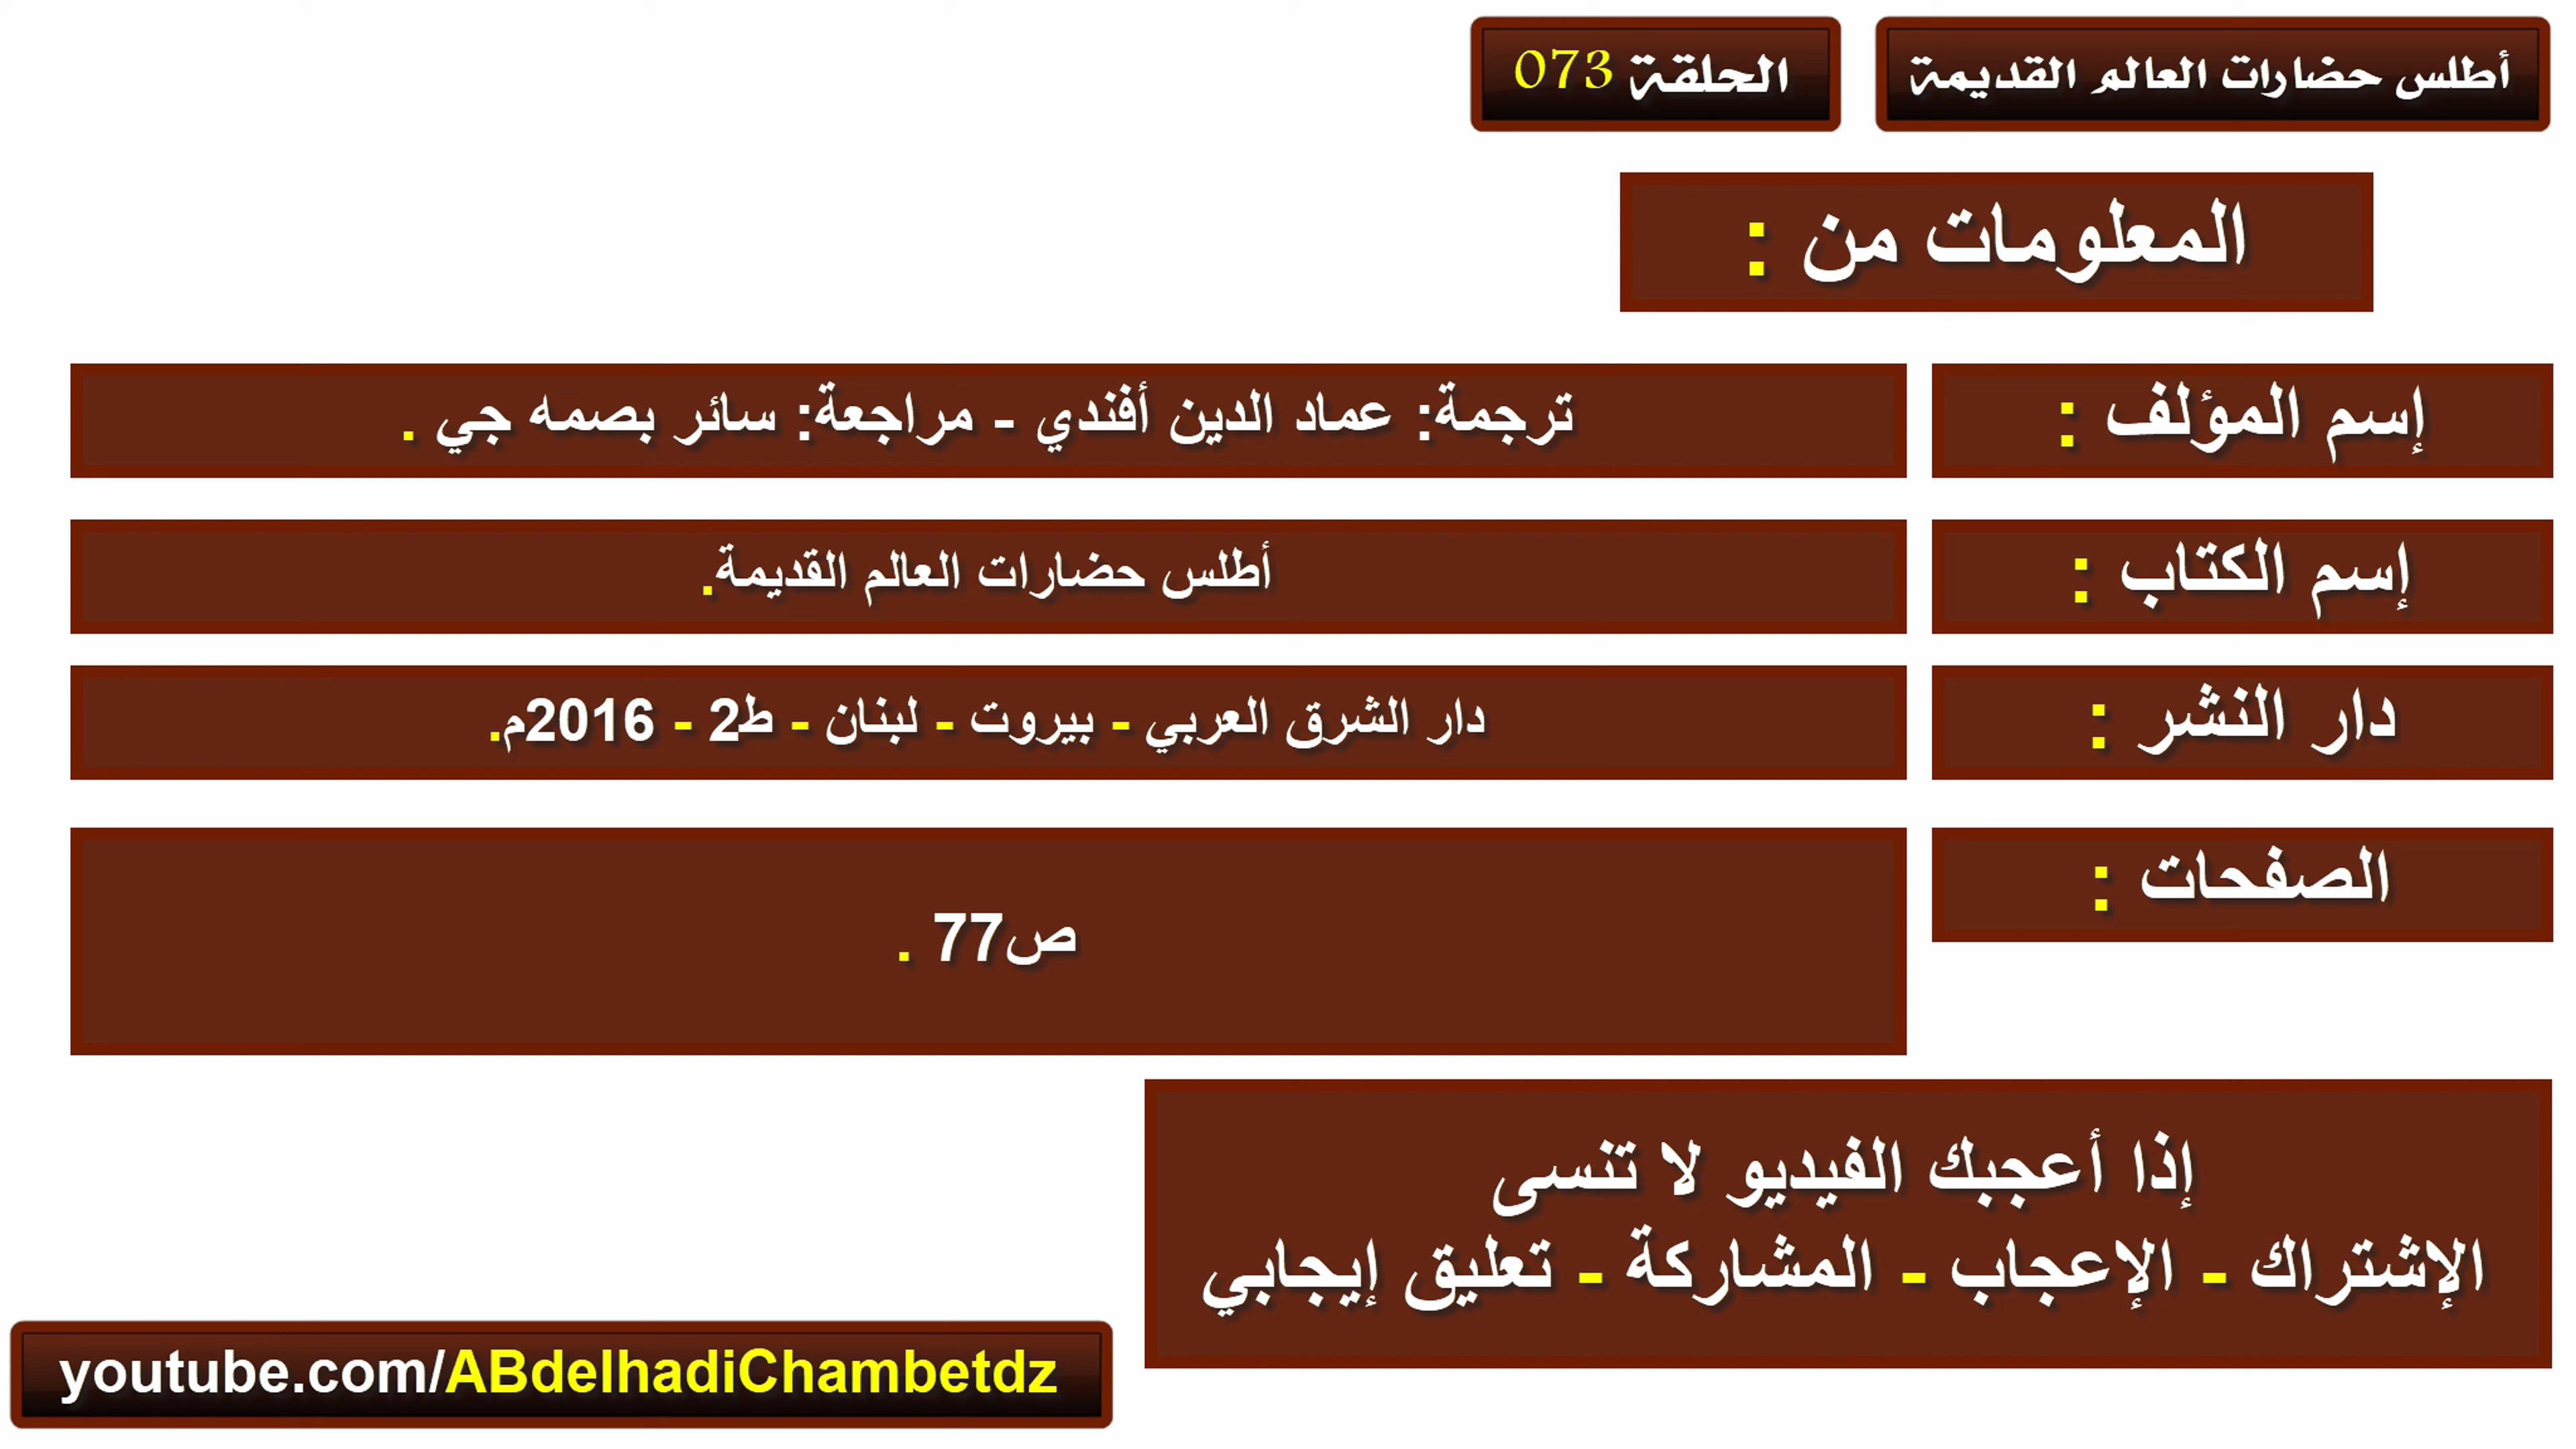 أطلس حضارات العالم القديمة
الحلقة 073
المعلومات من :
إسم المؤلف :
ترجمة: عماد الدين أفندي - مراجعة: سائر بصمه جي .
إسم الكتاب :
أطلس حضارات العالم القديمة.
دار النشر :
دار الشرق العربي - بيروت - لبنان - ط2 - 2016م.
الصفحات :
ص77 .
إذا أعجبك الفيديو لا تنسى
الإشتراك - الإعجاب - المشاركة - تعليق إيجابي
youtube.com/ABdelhadiChambetdz